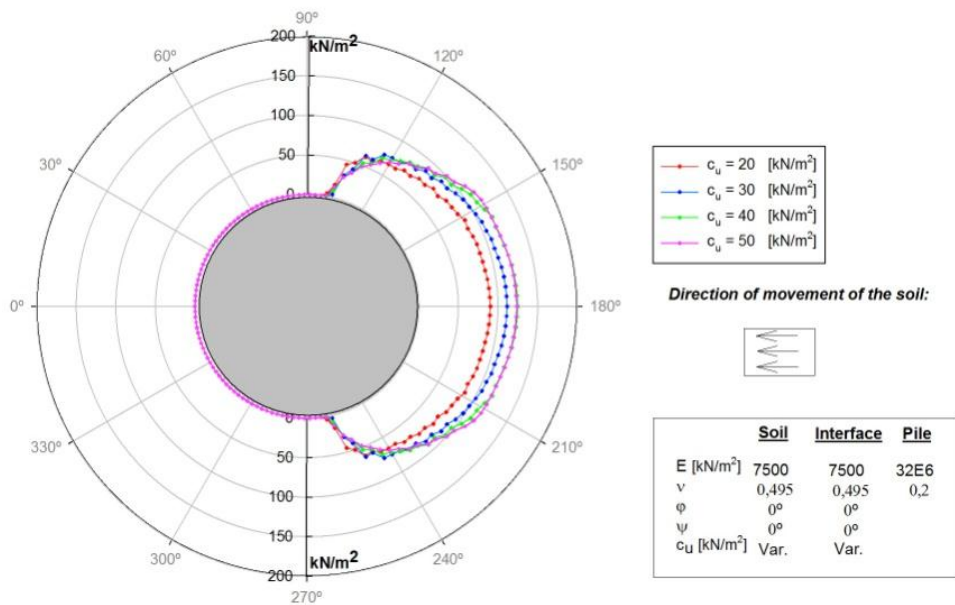 90º
200
kN/m²
60º
120º
150
100
30º
50
150º
0
0º
180º
0
330º
50
210º
100
150
300º
kN/m²
240º
200
270º
cᵤ = 20 [kN/m²]
cᵤ = 30 [kN/m²]
cᵤ = 40 [kN/m²]
cᵤ = 50 [kN/m²]
Direction of movement of the soil:
Soil Interface Pile
E [kN/m²] 7500 7500 32E6
ν 0,495 0,495 0,2
φ 0º 0º
ψ 0º 0º
cᵤ [kN/m²] Var. Var.